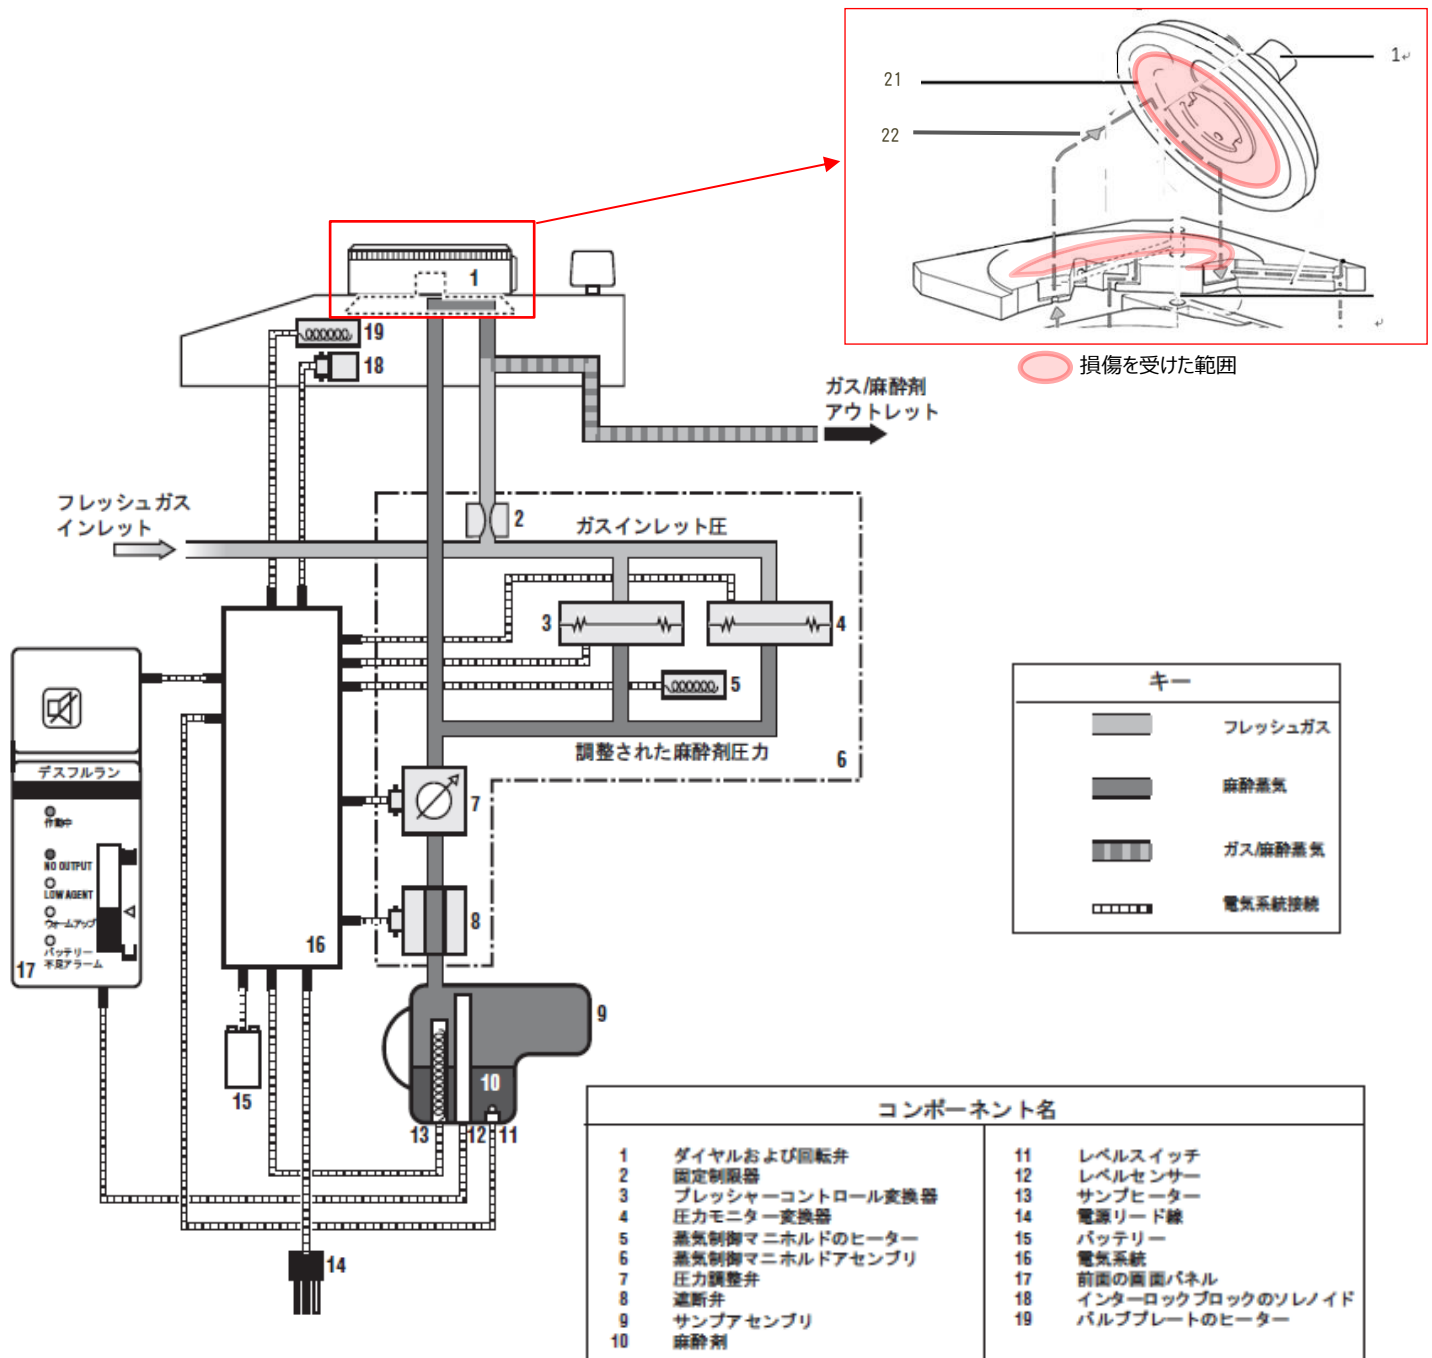 21
22
1
損傷を受けた範囲
1
19
18
ガス/麻酔剤
アウトレット
フレッシュガス
インレット
2
ガスインレット圧
3
4
5
調整された麻酔剤圧力
6
7
8
16
デスフルラン
作動中
NO OUTPUT
LOW AGENT
ウォームアップ
バッテリー
不足アラーム
17
9
10
15
13
12
11
14
キー
フレッシュガス
麻酔蒸気
ガス/麻酔蒸気
電気系統接続
コンポーネント名
1 ダイヤルおよび回転弁
2 固定制限器
3 プレッシャーコントロール変換器
4 圧力モニター変換器
5 蒸気制御マニホルドのヒーター
6 蒸気制御マニホルドアセンブリ
7 圧力調整弁
8 遮断弁
9 サンプアセンブリ
10 麻酔剤
11 レベルスイッチ
12 レベルセンサー
13 サンプヒーター
14 電源リード線
15 バッテリー
16 電気系統
17 前面の画面パネル
18 インターロックブロックのソレノイド
19 バルブプレートのヒーター